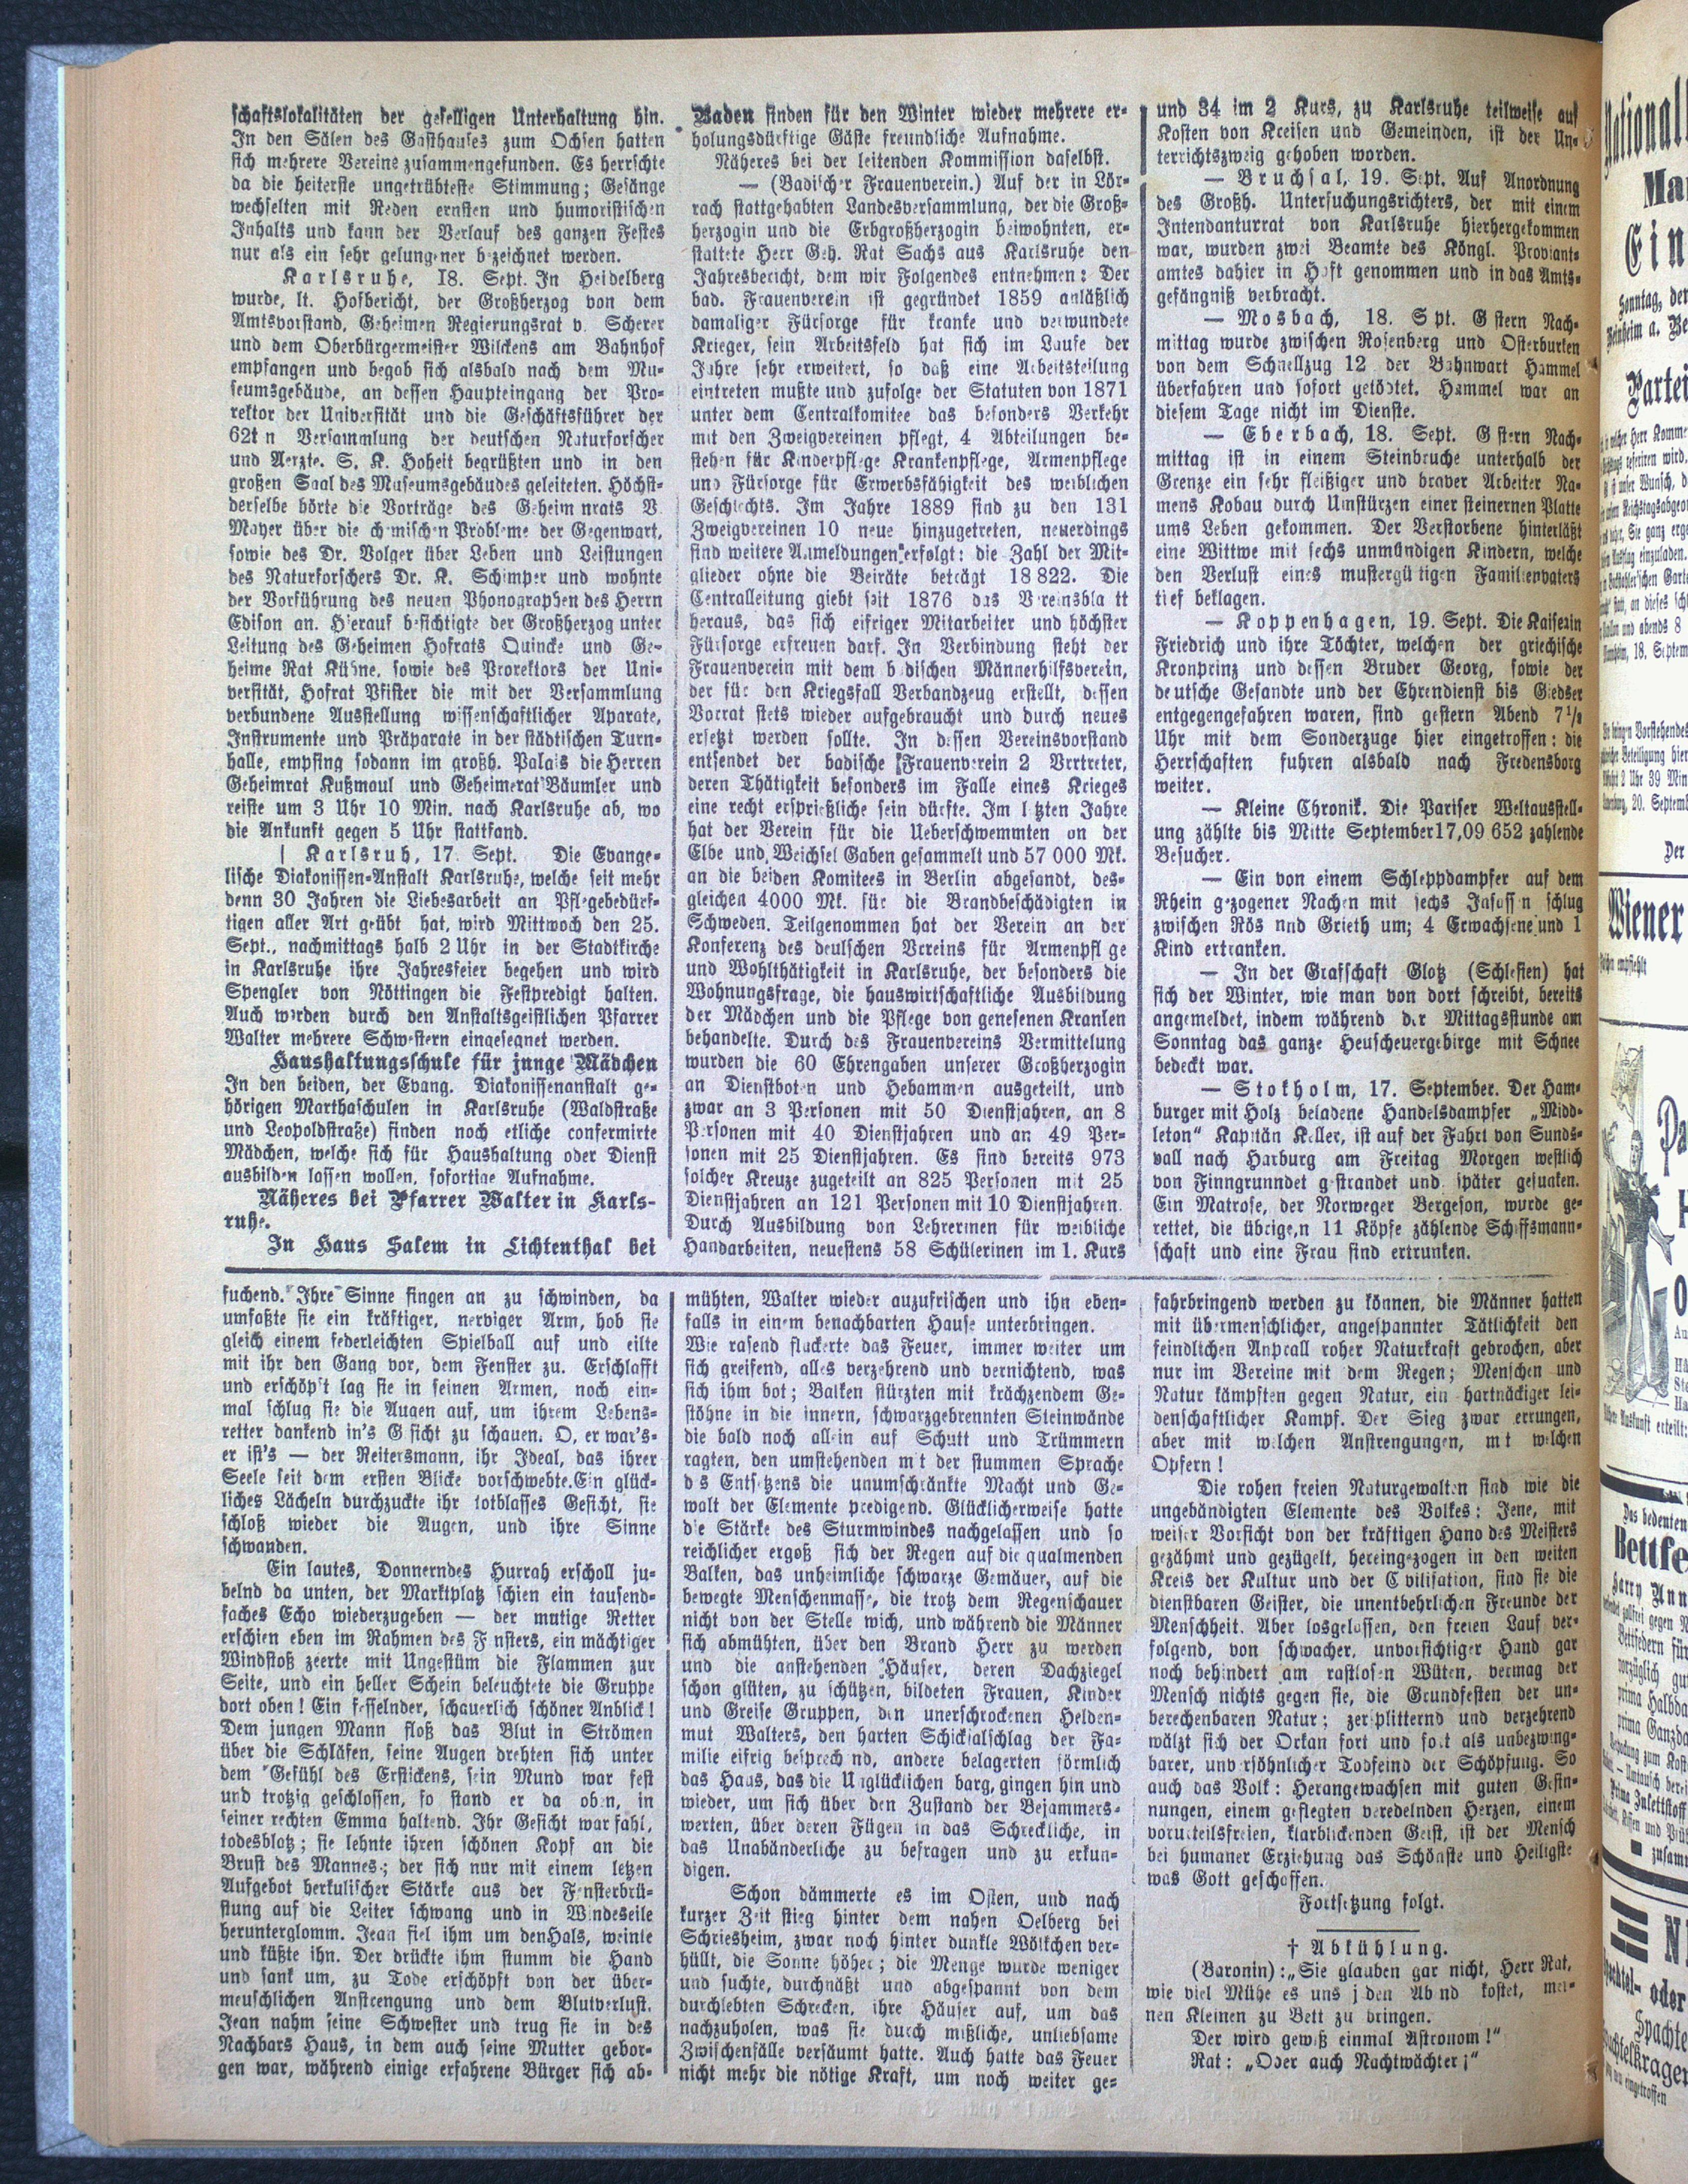 schaftslokalitäten der geselligen Unterhaltung hin.
In den Sälen des Gasthauses zum Ochsen hatten
sich mehrere Vereine zusammengefunden. Es herrschte
da die heiterste ungetrübteste Stimmung; Gesänge
wechselten mit Reden ernsten und humoristischen
Inhalts und kann der Verlauf des ganzen Festes
nur als ein sehr gelungener bezeichnet werden.
Karlsruhe, 18. Sept. In Heidelberg
wurde, lt. Hofbericht, der Großherzog von dem
Amtsvorstand, Geheimen Regierungsrat v. Scherer
und dem Oberbürgermeister Wilckens am Bahnhof
empfangen und begab sich alsbald nach dem Mu-
seumsgebäude, an dessen Haupteingang der Pro-
rektor der Universität und die Geschäftsführer der
62t n Versammlung der deutschen Naturforscher
und Aerzte. S. K. Hoheit begrüßten und in den
großen Saal des Museumsgebäudes geleiteten. Höchst-
derselbe hörte die Vorträge des Geheim nrats V.
Mayer über die ch mischen Probleme der Gegenwart,
sowie des Dr. Volger über Leben und Leistungen
des Naturforschers Dr. K. Schimper und wohnte
der Vorführung des neuen Phonographen des Herrn
Edison an. Hierauf besichtigte der Großherzog unter
Leitung des Geheimen Hofrats Quincke und Ge-
heime Rat Kühne, sowie des Prorektors der Uni-
versität, Hofrat Pfister die mit der Versammlung
verbundene Ausstellung wissenschaftlicher Aparate,
Instrumente und Präparate in der städtischen Turn-
halle, empfing sodann im großh. Palais die Herren
Geheimrat Kußmaul und Geheimerat Bäumler und
reiste um 3 Uhr 10 Min. nach Karlsruhe ab, wo
die Ankunft gegen 5 Uhr stattfand.
| Karlsruh, 17. Sept. Die Evange-
lische Diakonissen-Anstalt Karlsruhe, welche seit mehr
denn 30 Jahren die Liebesarbeit an Pflegebedürf-
tigen aller Art geübt hat, wird Mittwoch den 25.
Sept., nachmittags halb 2 Uhr in der Stadtkirche
in Karlsruhe ihre Jahresfeier begehen und wird
Spengler von Nöttingen die Festpredigt halten.
Auch werden durch den Anstaltsgeistlichen Pfarrer
Walter mehrere Schwestern eingesegnet werden.
Haushaltungsschule für junge Mädchen
In den beiden, der Evang. Diakonissenanstalt ge-
hörigen Marthaschulen in Karlsruhe (Waldstraße
und Leopoldstraße) finden noch etliche confermirte
Mädchen, welche sich für Haushaltung oder Dienst
ausbilden lassen wollen, sofortige Aufnahme.
Näheres bei Pfarrer Walter in Karls-
ruhe.
In Haus Salem in Lichtenthal bei
Baden finden für den Winter wieder mehrere er-
holungsdürftige Gäste freundliche Aufnahme.
Näheres bei der leitenden Kommission daselbst.
— (Badischer Frauenverein.) Auf der in Lör-
rach stattgehabten Landesversammlung, der die Groß-
herzogin und die Erbgroßherzogin beiwohnten, er-
stattete Herr Geh. Rat Sachs aus Karlsruhe den
Jahresbericht, dem wir Folgendes entnehmen: Der
bad. Frauenverein ist gegründet 1859 anläßlich
damaliger Fürsorge für kranke und verwundete
Krieger, sein Arbeitsfeld hat sich im Laufe der
Jahre sehr erweitert, so daß eine Arbeitsteilung
eintreten mußte und zufolge der Statuten von 1871
unter dem Centralkomitee das besonders Verkehr
mit den Zweigvereinen pflegt, 4 Abteilungen be-
stehen für Kinderpflege Krankenpflege, Armenpflege
und Fürsorge für Erwerbsfähigkeit des weiblichen
Geschlechts. Im Jahre 1889 sind zu den 131
Zweigvereinen 10 neue hinzugetreten, neuerdings
sind weitere Anmeldungen erfolgt: die Zahl der Mit-
glieder ohne die Beiräte beträgt 18 822. Die
Centralleitung giebt seit 1876 das Vereinsbla tt
heraus, das sich eifriger Mitarbeiter und höchster
Fürsorge erfreuen darf. In Verbindung steht der
Frauenverein mit dem b dischen Männerhilfsverein,
der für den Kriegsfall Verbandzeug erstellt, dessen
Vorrat stets wieder aufgebraucht und durch neues
ersetzt werden sollte. In dessen Vereinsvorstand
entsendet der badische Frauenverein 2 Vrrtreter,
deren Thätigkeit besonders im Falle eines Krieges
eine recht ersprießliche sein dürfte. Im l tzten Jahre
hat der Verein für die Ueberschwemmten on der
Elbe und Weichsel Gaben gesammelt und 57 000 Mk.
an die beiden Komitees in Berlin abgesandt, des-
gleichen 4000 Mk. für die Brandbeschädigten in
Schweden. Teilgenommen hat der Verein an der
Konferenz des deutschen Vereins für Armenpfl ge
und Wohlthätigkeit in Karlsruhe, der besonders die
Wohnungsfrage, die hauswirtschaftliche Ausbildung
der Mädchen und die Pflege von genesenen Kranken
behandelte. Durch des Frauenvereins Vermittelung
wurden die 60 Ehrengaben unserer Großherzogin
an Dienstboten und Hebammen ausgeteilt, und
zwar an 3 Personen mit 50 Dienstjahren, an 8
Personen mit 40 Dienstjahren und an 49 Per-
sonen mit 25 Dienstjahren. Es sind bereits 973
solcher Kreuze zugeteilt an 825 Personen mit 25
Dienstjahren an 121 Personen mit 10 Dienstjahren.
Durch Ausbildung von Lehrerinen für weibliche
Handarbeiten, neuestens 58 Schülerinen im 1. Kurs
und 34 im 2 Kurs, zu Karlsruhe teilweise auf
Kosten von Kreisen und Gemeinden, ist der Un-
terrichtszweig gehoben worden.
— Bruchsal, 19. Sept. Auf Anordnung
des Großh. Untersuchungsrichters, der mit einem
Intendanturrat von Karlsruhe hierhergekommen
war, wurden zwei Beamte des Köngl. Proviant-
amtes dahier in Haft genommen und in das Amts-
gefängniß verbracht.
— Mosbach, 18. S pt. G stern Nach-
mittag wurde zwischen Rosenberg und Osterburken
von dem Schnellzug 12 der Bahnwart Hammel
überfahren und sofort getödtet. Hammel war an
diesem Tage nicht im Dienste.
— Eberbach, 18. Sept. G stern Nach-
mittag ist in einem Steinbruche unterhalb der
Grenze ein sehr fleißiger und braver Arbeiter Na-
mens Kobau durch Umstürzen einer steinernen Platte
ums Leben gekommen. Der Verstorbene hinterläßt
eine Wittwe mit sechs unmündigen Kindern, welche
den Verlust eines mustergü tigen Familienvaters
tief beklagen.
— Koppenhagen, 19. Sept. Die Kaiserin
Friedrich und ihre Töchter, welchen der griechische
Kronprinz und dessen Bruder Georg, sowie der
deutsche Gesandte und der Ehrendienst bis Giedser
entgegengefahren waren, sind gestern Abend 7½
Uhr mit dem Sonderzuge hier eingetroffen: die
Herrschaften fuhren alsbald nach Fredensborg
weiter.
— Kleine Chronik. Die Pariser Weltausstell-
ung zählte bis Mitte September 17,09 652 zahlende
Besucher.
— Ein von einem Schleppdampfer auf dem
Rhein gezogener Nachen mit sechs Insassen schlug
zwischen Rös nnd Grieth um; 4 Erwachsene und 1
Kind ertranken.
— In der Grafschaft Glotz (Schlesien) hat
sich der Winter, wie man von dort schreibt, bereits
angemeldet, indem während der Mittagsstunde am
Sonntag das ganze Heuscheuergebirge mit Schnee
bedeckt war.
— Stokholm, 17. September. Der Ham-
burger mit Holz beladene Handelsdampfer „Midd-
leton“ Kapitän Keller, ist auf der Fahrt von Sunds-
vall nach Harburg am Freitag Morgen westlich
von Finngrunndet gestrandet und später gesunken.
Ein Matrose, der Norweger Bergeson, wurde ge-
rettet, die übrige,n 11 Köpfe zählende Schiffsmann-
schaft und eine Frau sind ertrunken.
suchend. Ihre Sinne fingen an zu schwinden, da
umfaßte sie ein kräftiger, nerviger Arm, hob sie
gleich einem federleichten Spielball auf und eilte
mit ihr den Gang vor, dem Fenster zu. Erschlafft
und erschöpft lag sie in seinen Armen, noch ein-
mal schlug sie die Augen auf, um ihrem Lebens-
retter dankend in's G sicht zu schauen. O, er war's-
er ist's — der Reitersmann, ihr Ideal, das ihrer
Seele seit dem ersten Blicke vorschwebte. Ein glück-
liches Lächeln durchzuckte ihr totblasses Gesicht, sie
schloß wieder die Augen, und ihre Sinne
schwanden.
Ein lautes, Donnerndes Hurrah erscholl ju-
belnd da unten, der Marktplatz schien ein tausend-
faches Echo wiederzugeben — der mutige Retter
erschien eben im Rahmen des F nsters, ein mächtiger
Windstoß zeerte mit Ungestüm die Flammen zur
Seite, und ein heller Schein beleuchtete die Gruppe
dort oben! Ein fesselnder, schauerlich schöner Anblick!
Dem jungen Mann floß das Blut in Strömen
über die Schläfen, seine Augen drehten sich unter
dem Gefühl des Erstickens, sein Mund war fest
und trotzig geschlossen, so stand er da oben, in
seiner rechten Emma haltend. Ihr Gesicht war fahl,
todesblotz; sie lehnte ihren schönen Kopf an die
Brust des Mannes; der sich nur mit einem letzen
Aufgebot herkulischer Stärke aus der Fensterbrü-
stung auf die Leiter schwang und in Windeseile
herunterglomm. Jean fiel ihm um den Hals, weinte
und küßte ihn. Der drückte ihm stumm die Hand
und sank um, zu Tode erschöpft von der über-
meuschlichen Anstrengung und dem Blutverlust.
Jean nahm seine Schwester und trug sie in des
Nachbars Haus, in dem auch seine Mutter gebor-
gen war, während einige erfahrene Bürger sich ab-
mühten, Walter wieder auzufrischen und ihn eben-
falls in einem benachbarten Hause unterbringen.
Wie rasend flackerte das Feuer, immer weiter um
sich greifend, alles verzehrend und vernichtend, was
sich ihm bot; Balken stürzten mit krächzendem Ge-
stöhne in die innern, schwarzgebrennten Steinwände
die bald noch allein auf Schutt und Trümmern
ragten, den umstehenden mit der stummen Sprache
d s Entsetzens die unumschränkte Macht und Ge-
walt der Elemente predigend. Glücklicherweise hatte
die Stärke des Sturmwindes nachgelassen und so
reichlicher ergoß sich der Regen auf die qualmenden
Balken, das unheimliche schwarze Gemäuer, auf die
bewegte Menschenmasse, die trotz dem Regenschauer
nicht von der Stelle wich, und während die Männer
sich abmühten, über den Brand Herr zu werden
und die anstehenden Häuser, deren Dachziegel
schon glüten, zu schützen, bildeten Frauen, Kinder
und Greise Gruppen, den unerschrockenen Helden-
mut Walters, den harten Schicksalschlag der Fa-
milie eifrig besprech nd, andere belagerten förmlich
das Haus, das die Unglücklichen barg, gingen hin und
wieder, um sich über den Zustand der Bejammers-
werten, über deren Fügen in das Schreckliche, in
das Unabänderliche zu befragen und zu erkun-
digen.
Schon dämmerte es im Osten, und nach
kurzer Zeit stieg hinter dem nahen Oelberg bei
Schriesheim, zwar noch hinter dunkle Wölkchen ver-
hüllt, die Sonne höher; die Menge wurde weniger
und suchte, durchnäßt und abgespannt von dem
durchlebten Schrecken, ihre Häuser auf, um das
nachzuholen, was sie durch mißliche, unliebsame
Zwischenfälle versäumt hatte. Auch hatte das Feuer
nicht mehr die nötige Kraft, um noch weiter ge-
fahrbringend werden zu können, die Männer hatten
mit übermenschlicher, angespannter Tätlichkeit den
feindlichen Anprall roher Naturkraft gebrochen, aber
nur im Vereine mit dem Regen; Menschen und
Natur kämpften gegen Natur, ein hartnäckiger lei-
denschaftlicher Kampf. Der Sieg zwar errungen,
aber mit welchen Anstrengungen, m t welchen
Opfern!
Die rohen freien Naturgewalten sind wie die
ungebändigten Elemente des Volkes: Jene, mit
weiser Vorsicht von der kräftigen Hand des Meisters
gezähmt und gezügelt, hereingezogen in den weiten
Kreis der Kultur und der C vilisation, sind sie die
dienstbaren Geister, die unentbehrlichen Freunde der
Menschheit. Aber losgelassen, den freien Lauf ver-
folgend, von schwacher, unvorsichtiger Hand gar
noch behindert am rastlosen Wüten, vermag der
Mensch nichts gegen sie, die Grundfesten der un-
berechenbaren Natur; zersplitternd und verzehrend
wälzt sich der Orkan fort und fort als unbezwing-
barer, unversöhnlicher Todfeind der Schöpfung. So
auch das Volk: Herangewachsen mit guten Gesin-
nungen, einem geflegten veredelnden Herzen, einem
vorurteilsfreien, klarblickenden Geist, ist der Mensch
bei humaner Erziehung das Schönste und Heiligste
was Gott geschaffen.
Fortsetzung folgt.
† Abkühlung.
(Baronin): „Sie glauben gar nicht, Herr Rat,
wie viel Mühe es uns j den Ab nd kostet, mei-
nen Kleinen zu Bett zu bringen.
Der wird gewiß einmal Astronom!“
Rat: „Oder auch Nachtwächter¡“
National
Ma
Ein
Sonntag, der
Partei
Mannheim, 18. Septem
Der
Wiener
Das bedeuten
Bettfe
oder
Spachte